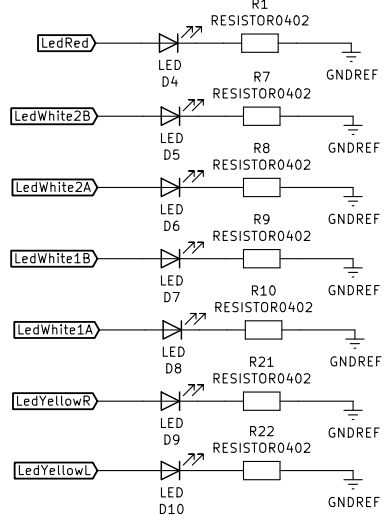 R1
RESISTOR0402
LedRed
LED
D4
GNDREF
R7
RESISTOR0402
LedWhite2B
LED
D5
GNDREF
R8
RESISTOR0402
LedWhite2A
LED
D6
GNDREF
R9
RESISTOR0402
LedWhite1B
LED
D7
GNDREF
R10
RESISTOR0402
LedWhite1A
LED
D8
GNDREF
R21
RESISTOR0402
LedYellowR
LED
D9
GNDREF
R22
RESISTOR0402
LedYellowL
LED
D10
GNDREF